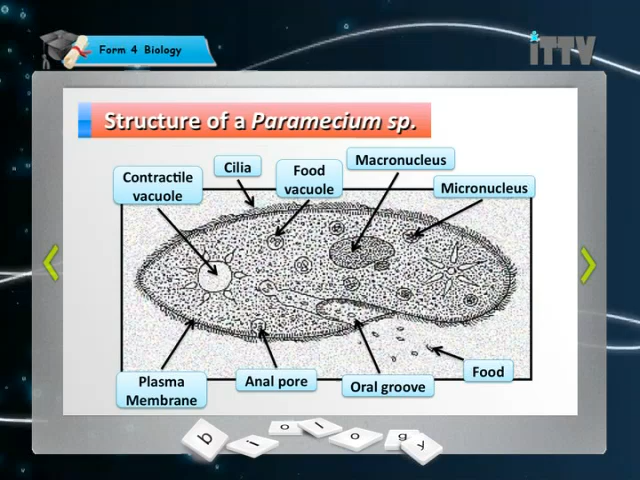 Form 4 Biology
iTTV
Structure of a Paramecium sp.
Macronucleus
Cilia
Food
vacuole
Contractile
vacuole
Micronucleus
Plasma
Membrane
Anal pore
Oral groove
Food
b i o l o g y